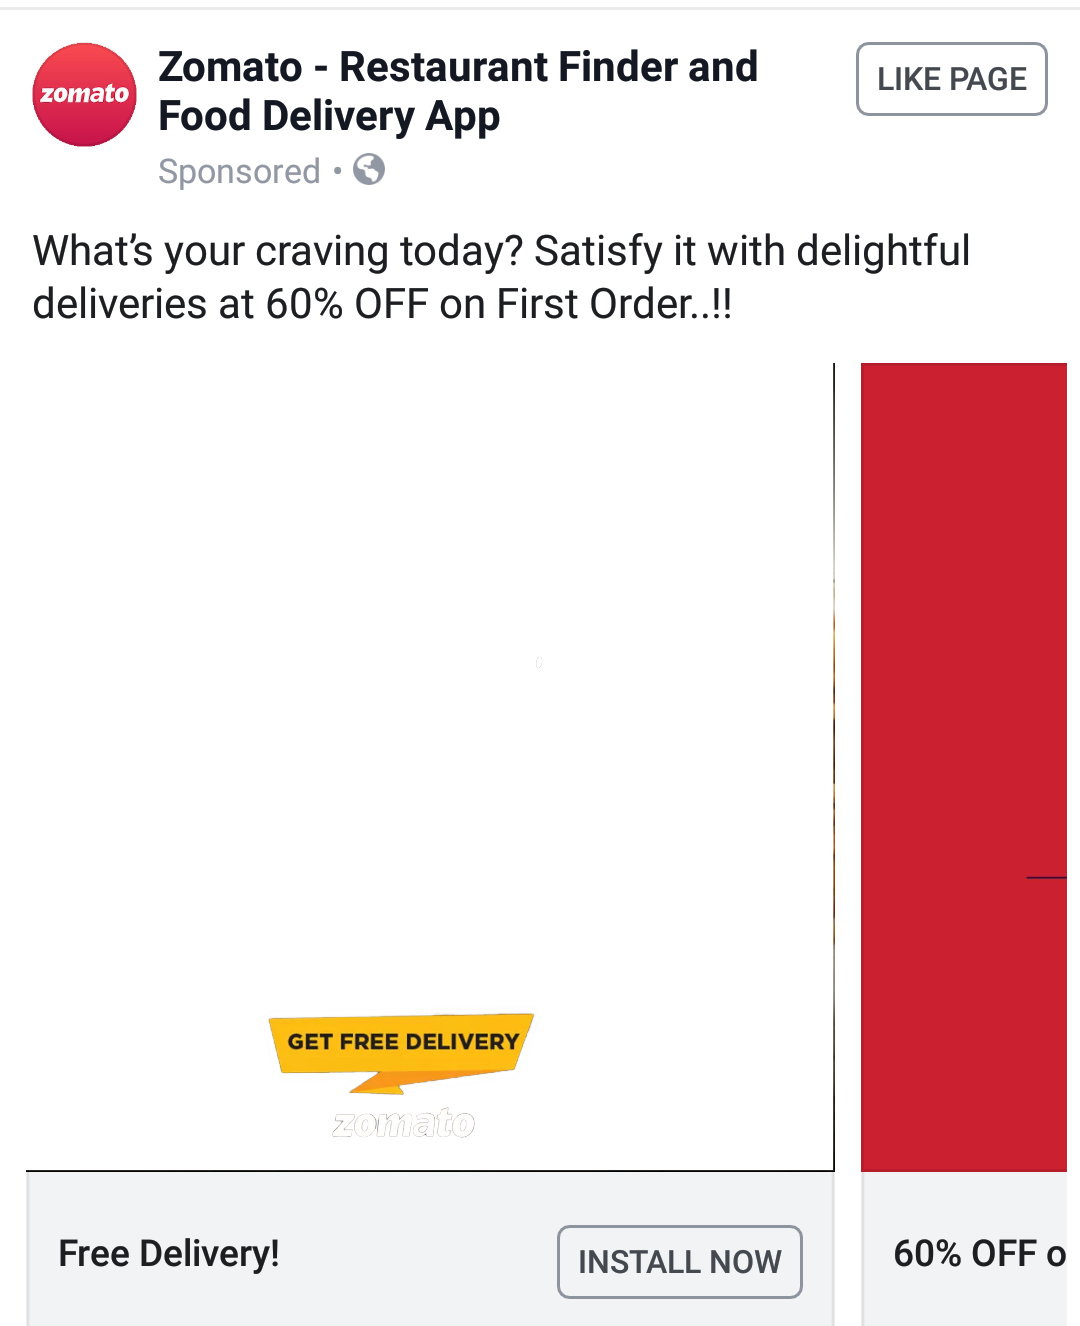 zomato
Zomato - Restaurant Finder and
Food Delivery App
LIKE PAGE
Sponsored •
What's your craving today? Satisfy it with delightful
deliveries at 60% OFF on First Order..!!
GET FREE DELIVERY
zomato
Free Delivery!
INSTALL NOW
60% OFF o